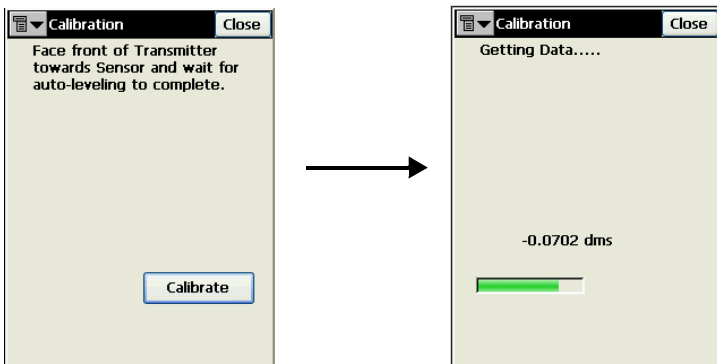 Calibration Close
Face front of Transmitter
towards Sensor and wait for
auto-leveling to complete.
Calibrate
Calibration Close
Getting Data.....
-0.0702 dms